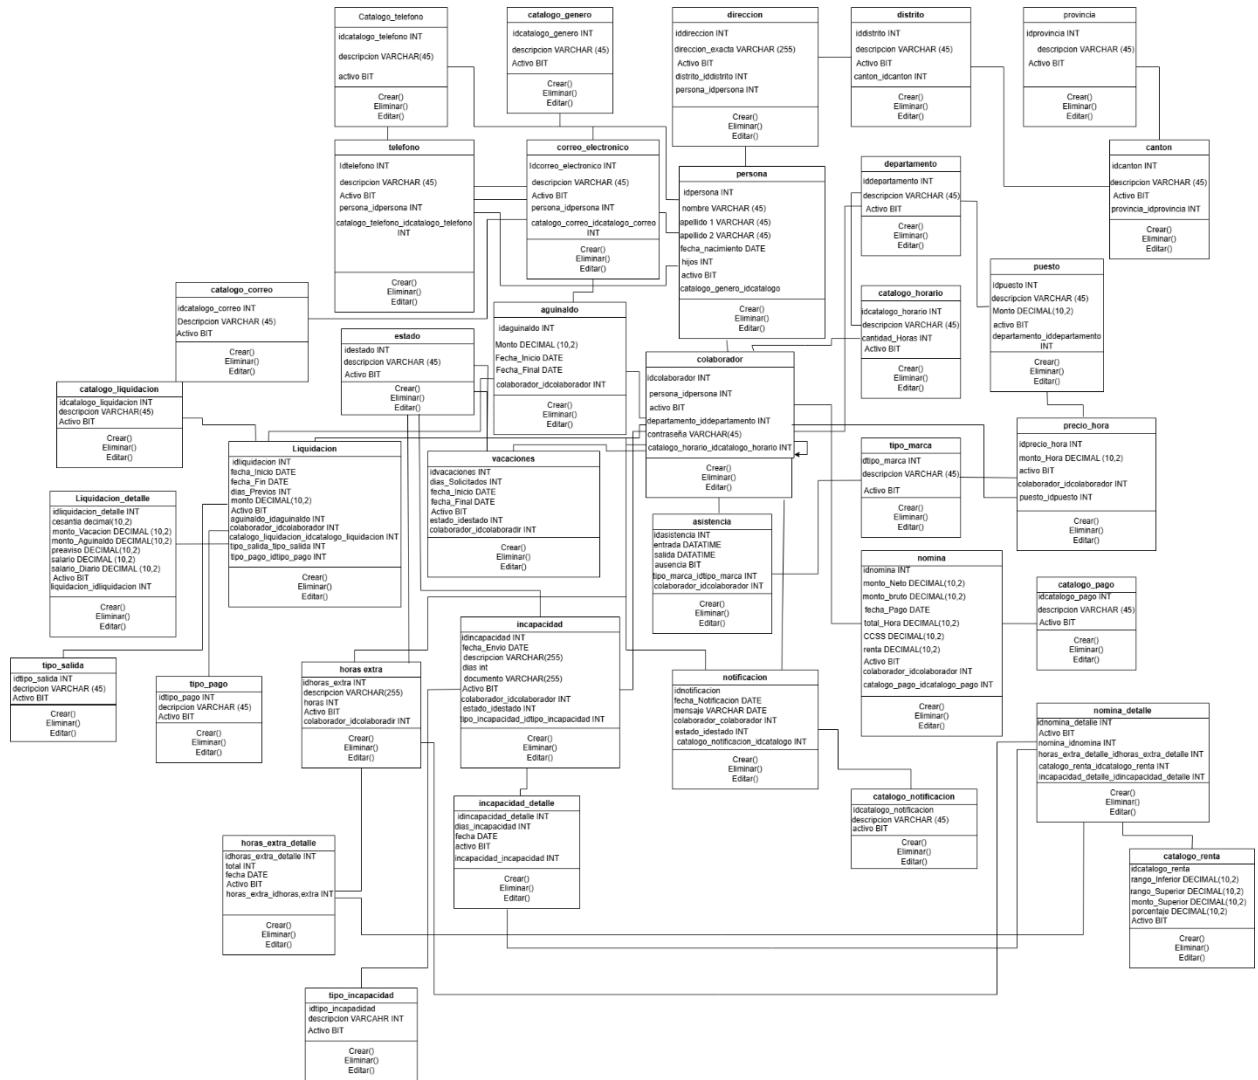 Catalogo_telefono
idcatalogo_telefono INT
descripcion VARCHAR(45)
activo BIT
Crear()
Eliminar()
Editar()
catalogo_genero
idcatalogo_genero INT
descripcion VARCHAR (45)
Activo BIT
Crear()
Eliminar()
Editar()
direccion
iddireccion INT
direccion_exacta VARCHAR (255)
Activo BIT
distrito_iddistrito INT
persona_idpersona INT
Crear()
Eliminar()
Editar()
distrito
iddistrito INT
descripcion VARCHAR (45)
Activo BIT
canton_idcanton INT
Crear()
Eliminar()
Editar()
provincia
idprovincia INT
descripcion VARCHAR (45)
Activo BIT
Crear()
Eliminar()
Editar()
telefono
Idtelefono INT
descripcion VARCHAR (45)
Activo BIT
persona_idpersona INT
catalogo_telefono_idcatalogo_telefono
INT
Crear()
Eliminar()
Editar()
correo_electronico
Idcorreo_electronico INT
descripcion VARCHAR (45)
Activo BIT
persona_idpersona INT
catalogo_correo_idcatalogo_correo
INT
Crear()
Eliminar()
Editar()
persona
idpersona INT
nombre VARCHAR (45)
apellido 1 VARCHAR (45)
apellido 2 VARCHAR (45)
fecha_nacimiento DATE
hijos INT
activo BIT
catalogo_genero_idcatalogo
Crear()
Eliminar()
Editar()
departamento
iddepartamento INT
descripcion VARCHAR (45)
Activo BIT
Crear()
Eliminar()
Editar()
canton
idcanton INT
descripcion VARCHAR (45)
Activo BIT
provincia_idprovincia INT
Crear()
Eliminar()
Editar()
catalogo_correo
idcatalogo_correo INT
Descripcion VARCHAR (45)
Activo BIT
Crear()
Eliminar()
Editar()
estado
idestado INT
descripcion VARCHAR (45)
Activo BIT
Crear()
Eliminar()
Editar()
aguinaldo
idaguinaldo INT
Monto DECIMAL (10,2)
Fecha_Inicio DATE
Fecha_Final DATE
colaborador_idcolaborador INT
Crear()
Eliminar()
Editar()
catalogo_horario
idcatalogo_horario INT
descripcion VARCHAR (45)
cantidad_Horas INT
Activo BIT
Crear()
Eliminar()
Editar()
puesto
idpuesto INT
descripcion VARCHAR (45)
Monto DECIMAL(10,2)
activo BIT
departamento_iddepartamento
INT
Crear()
Eliminar()
Editar()
colaborador
idcolaborador INT
persona_idpersona INT
activo BIT
departamento_iddepartamento INT
contraseña VARCHAR(45)
catalogo_horario_idcatalogo_horario INT
Crear()
Eliminar()
Editar()
catalogo_liquidacion
idcatalogo_liquidacion INT
descripcion VARCHAR(45)
Activo BIT
Crear()
Eliminar()
Editar()
Liquidacion
idliquidacion INT
fecha_Inicio DATE
fecha_Fin DATE
dias_Previos INT
monto DECIMAL(10,2)
Activo BIT
aguinaldo_idaguinaldo INT
colaborador_idcolaborador INT
catalogo_liquidacion_idcatalogo_liquidacion INT
tipo_salida_tipo_salida INT
tipo_pago_idtipo_pago INT
Crear()
Eliminar()
Editar()
vacaciones
idvacaciones INT
dias_Solicitados INT
fecha_Inicio DATE
fecha_Final DATE
Activo BIT
estado_idestado INT
colaborador_idcolaboradir INT
Crear()
Eliminar()
Editar()
tipo_marca
dtipo_marca INT
descripcion VARCHAR (45)
Activo BIT
Crear()
Eliminar()
Editar()
precio_hora
idprecio_hora INT
monto_Hora DECIMAL (10,2)
activo BIT
colaborador_idcolaborador INT
puesto_idpuesto INT
Crear()
Eliminar()
Editar()
Liquidacion_detalle
idliquidacion_detalle INT
cesantia decimal(10,2)
monto_Vacacion DECIMAL (10,2)
monto_Aguinaldo DECIMAL(10,2)
preaviso DECIMAL(10,2)
salario DECIMAL (10,2)
salario_Diario DECIMAL (10,2)
Activo BIT
liquidacion_idliquidacion INT
Crear()
Eliminar()
Editar()
asistencia
idasistencia INT
entrada DATATIME
salida DATATIME
ausencia BIT
tipo_marca_idtipo_marca INT
colaborador_idcolaborador INT
Crear()
Eliminar()
Editar()
nomina
idnomina INT
monto_Neto DECIMAL(10,2)
monto_bruto DECIMAL(10,2)
fecha_Pago DATE
total_Hora DECIMAL(10,2)
CCSS DECIMAL(10,2)
renta DECIMAL(10,2)
Activo BIT
colaborador_idcolaborador INT
catalogo_pago_idcatalogo_pago INT
Crear()
Eliminar()
Editar()
catalogo_pago
idcatalogo_pago INT
descripcion VARCHAR (45)
Activo BIT
Crear()
Eliminar()
Editar()
tipo_salida
idtipo_salida INT
decripcion VARCHAR (45)
Activo BIT
Crear()
Eliminar()
Editar()
tipo_pago
idtipo_pago INT
decripcion VARCHAR (45)
Activo BIT
Crear()
Eliminar()
Editar()
horas extra
idhoras_extra INT
descripcion VARCHAR(255)
horas INT
Activo BIT
colaborador_idcolaboradir INT
Crear()
Eliminar()
Editar()
incapacidad
idincapacidad INT
fecha_Envio DATE
descripcion VARCHAR(255)
dias int
documento VARCHAR(255)
Activo BIT
colaborador_idcolaborador INT
estado_idestado INT
tipo_incapacidad_idtipo_incapacidad INT
Crear()
Eliminar()
Editar()
notificacion
idnotificacion
fecha_Notificacion DATE
mensaje VARCHAR DATE
colaborador_colaborador INT
estado_idestado INT
catalogo_notificacion_idcatalogo INT
Crear()
Eliminar()
Editar()
nomina_detalle
idnomina_detalle INT
Activo BIT
nomina_idnomina INT
horas_extra_detalle_idhoras_extra_detalle INT
catalogo_renta_idcatalogo_renta INT
incapacidad_detalle_idincapacidad_detalle INT
Crear()
Eliminar()
Editar()
incapacidad_detalle
idincapacidad_detalle INT
dias_incapacidad INT
fecha DATE
activo BIT
incapacidad_incapacidad INT
Crear()
Eliminar()
Editar()
catalogo_notificacion
idcatalogo_notificacion
descripcion VARCHAR (45)
activo BIT
Crear()
Eliminar()
Editar()
horas_extra_detalle
idhoras_extra_detalle INT
total INT
fecha DATE
Activo BIT
horas_extra_idhoras,extra INT
Crear()
Eliminar()
Editar()
catalogo_renta
idcatalogo_renta
rango_Inferior DECIMAL(10,2)
rango_Superior DECIMAL(10,2)
monto_Superior DECIMAL(10,2)
porcentaje DECIMAL(10,2)
Activo BIT
Crear()
Eliminar()
Editar()
tipo_incapacidad
idtipo_incapadidad
descripcion VARCAHR INT
Activo BIT
Crear()
Eliminar()
Editar()